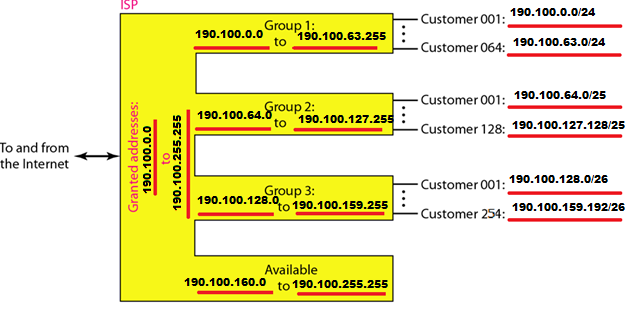 ISP
Group 1:
190.100.0.0 to 190.100.63.255
Customer 001: 190.100.0.0/24
Customer 064: 190.100.63.0/24
Group 2:
190.100.64.0 to 190.100.127.255
Customer 001: 190.100.64.0/25
Customer 128: 190.100.127.128/25
To and from
the Internet
Granted addresses:
190.100.0.0
to
190.100.255.255
Group 3:
190.100.128.0 to 190.100.159.255
Customer 001: 190.100.128.0/26
Customer 254: 190.100.159.192/26
Available
190.100.160.0 to 190.100.255.255